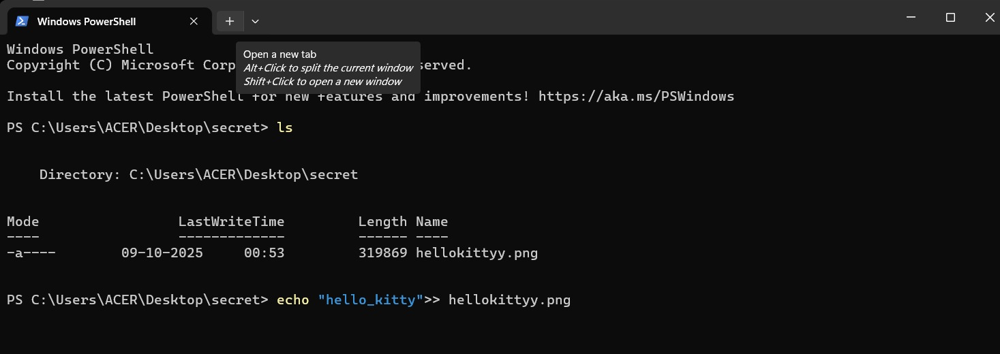 Windows PowerShell
Windows PowerShell
Copyright (C) Microsoft Corp served.
Open a new tab
Alt+Click to split the current window
Shift+Click to open a new window
Install the latest PowerShell for new features and improvements! https://aka.ms/PSWindows
PS C:\Users\ACER\Desktop\secret> ls
Directory: C:\Users\ACER\Desktop\secret
Mode LastWriteTime Length Name
---- ------------- ------ ----
-a---- 09-10-2025 00:53 319869 hellokittyy.png
PS C:\Users\ACER\Desktop\secret> echo "hello_kitty">> hellokittyy.png